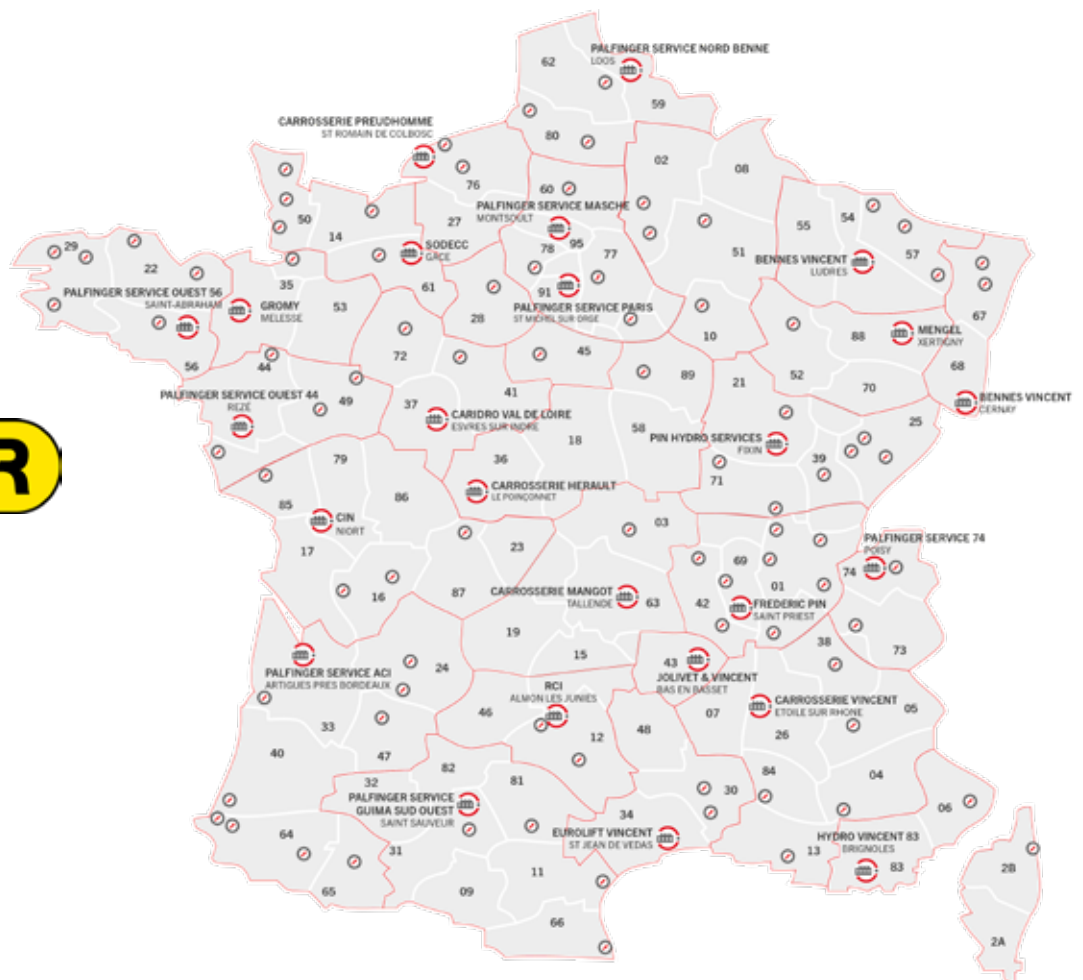 PALFINGER SERVICE NORD BENNE
LOOS
62
59
CARROSSERIE PREUDHOMME
ST ROMAIN DE COLBOSC
80
02
08
76
60
PALFINGER SERVICE MASCHE
MONTSOULT
50
27
14
55
54
29
78
95
77
51
57
SODECC
GACE
BENNES VINCENT
LUDRES
22
35
61
91
PALFINGER SERVICE OUEST 56
SAINT-ABRAHAM
GROMY
MELESSE
53
PALFINGER SERVICE PARIS
ST MICHEL SUR ORGE
28
67
10
88
MENGEL
XERTIGNY
56
44
72
45
89
21
52
70
68
PALFINGER SERVICE OUEST 44
REZÉ
49
37
41
BENNES VINCENT
CERNAY
CARIDRO VAL DE LOIRE
ESVRES SUR INDRE
18
58
25
PIN HYDRO SERVICES
FIXIN
79
36
39
71
CARROSSERIE HERAULT
LE POINÇONNET
85
86
CIN
NIORT
03
17
23
PALFINGER SERVICE 74
POISY
69
74
01
16
87
CARROSSERIE MANGOT
TALLENDE
63
42
FREDERIC PIN
SAINT PRIEST
19
38
73
15
24
43
PALFINGER SERVICE ACI
ARTIGUES PRES BORDEAUX
JOLIVET & VINCENT
BAS EN BASSET
RCI
ALMON LES JUNIES
46
07
CARROSSERIE VINCENT
ETOILE SUR RHONE
05
33
12
48
26
40
47
82
84
04
32
81
30
PALFINGER SERVICE
GUIMA SUD OUEST
SAINT SAUVEUR
06
34
64
EUROLIFT VINCENT
ST JEAN DE VEDAS
HYDRO VINCENT 83
BRIGNOLES
31
13
83
11
2B
65
09
66
2A
R